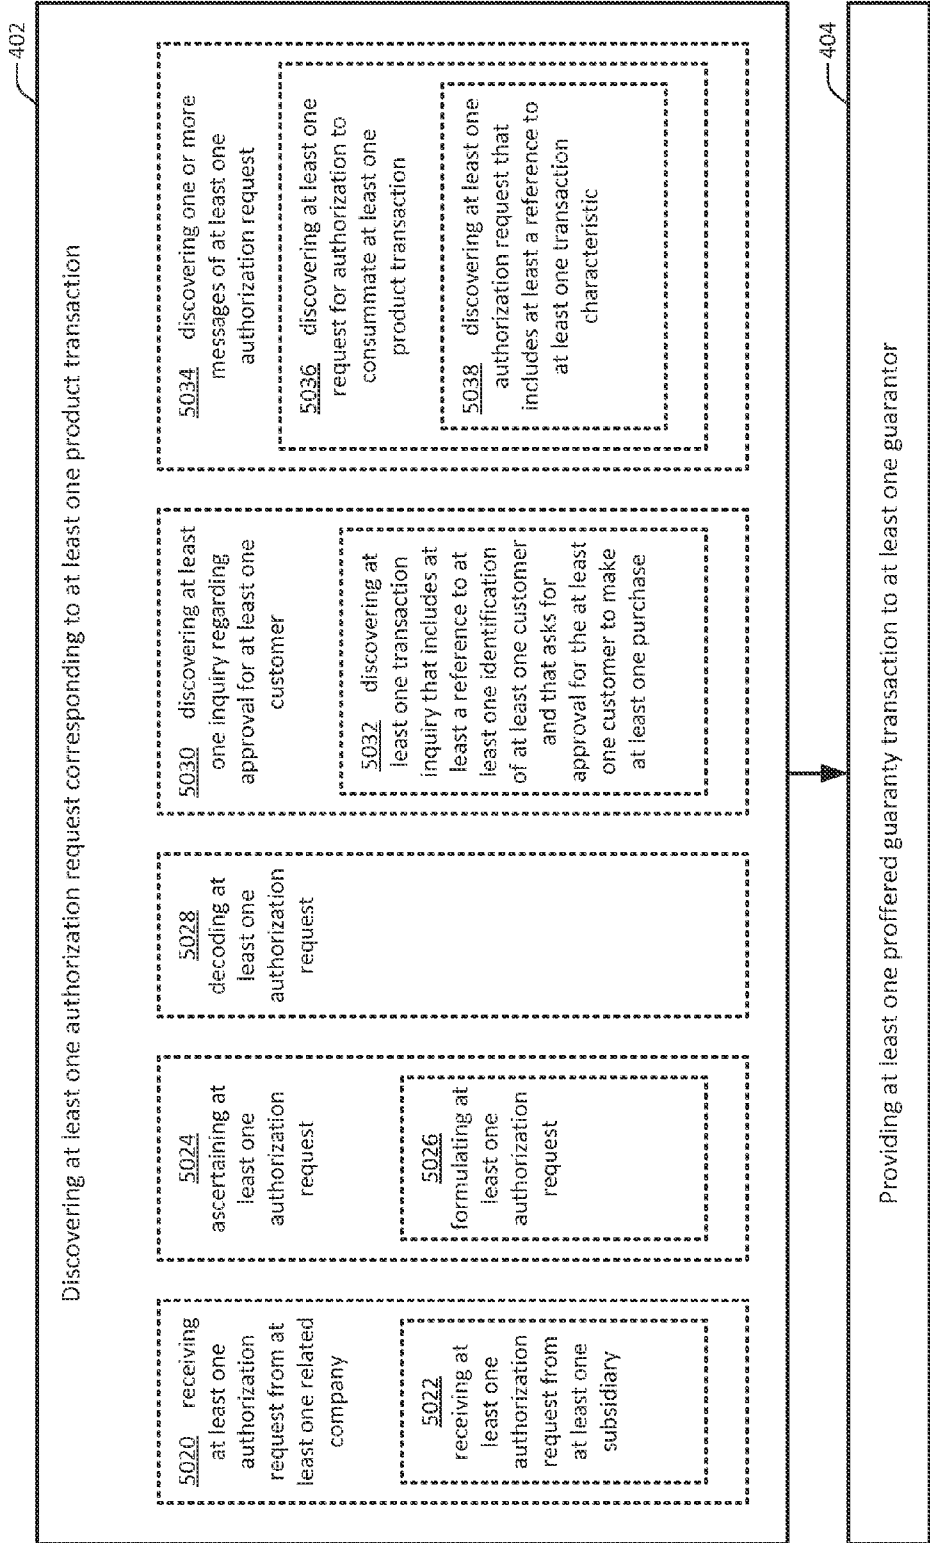 402
Discovering at least one authorization request corresponding to at least one product transaction
5020 receiving
at least one
authorization
request from at
least one related
company
5022
receiving at
least one
authorization
request from
at least one
subsidiary
5024
ascertaining at
least one
authorization
request
5026
formulating at
least one
authorization
request
5028
decoding at
least one
authorization
request
5030 discovering at least
one inquiry regarding
approval for at least one
customer
5032 discovering at
least one transaction
inquiry that includes at
least a reference to at
least one identification
of at least one customer
and that asks for
approval for the at least
one customer to make
at least one purchase
5034 discovering one or more
messages of at least one
authorization request
5036 discovering at least one
request for authorization to
consummate at least one
product transaction
5038 discovering at least one
authorization request that
includes at least a reference to
at least one transaction
characteristic
404
Providing at least one proffered guaranty transaction to at least one guarantor